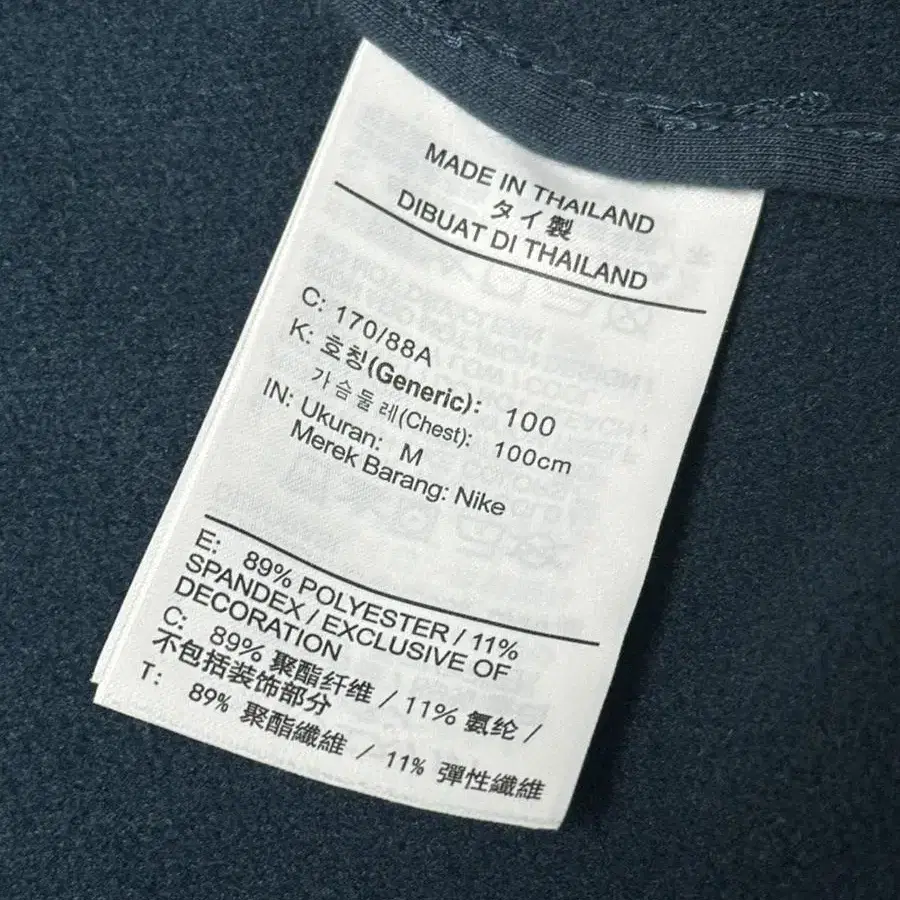 MADE IN THAILAND
タイ製
DIBUAT DI THAILAND
C: 170/88A
K: 호칭(Generic): 100
가슴둘레(Chest): 100cm
IN: Ukuran: M
Merek Barang: Nike
E: 89% POLYESTER / 11%
SPANDEX / EXCLUSIVE OF
DECORATION
C: 89% 聚酯纤维 / 11% 氨纶 /
不包括装饰部分
T: 89% 聚酯纖維 / 11% 彈性纖維